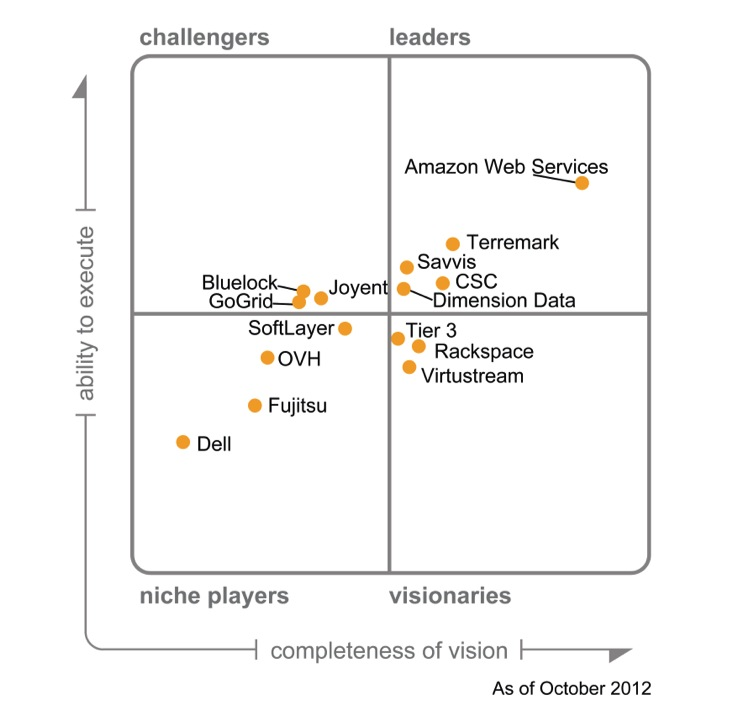 challengers
leaders
Amazon Web Services
Terremark
Savvis
CSC
Bluelock
Joyent
GoGrid
Dimension Data
SoftLayer
Tier 3
Rackspace
OVH
Virtustream
Fujitsu
Dell
ability to execute
niche players
visionaries
completeness of vision
As of October 2012